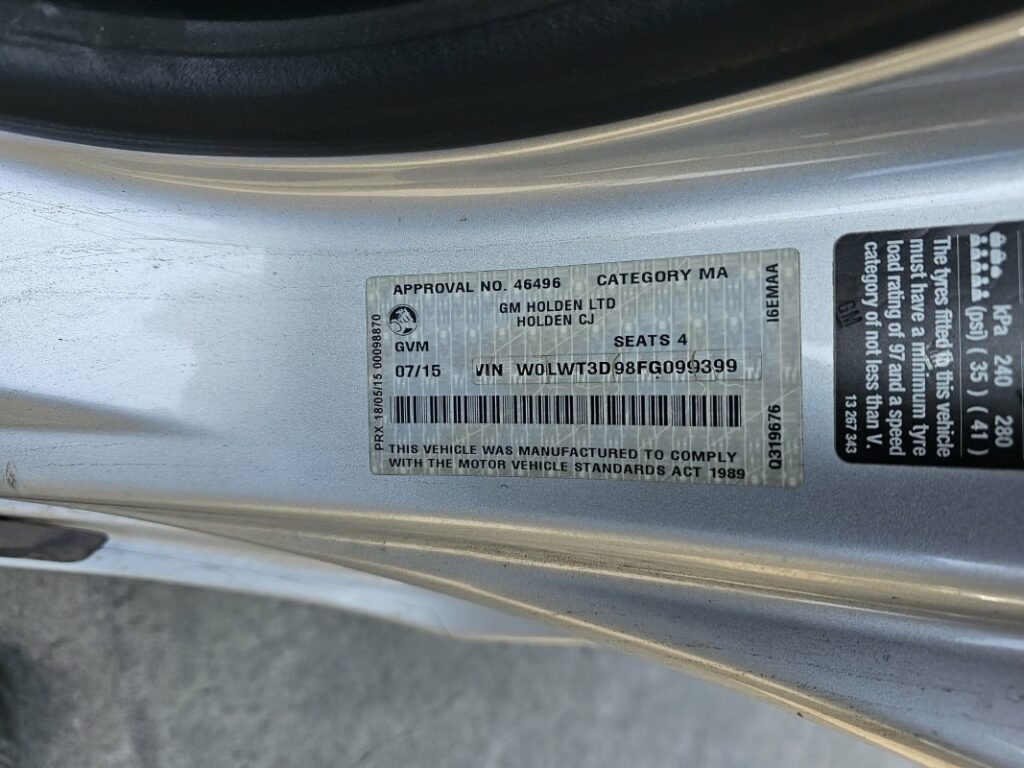 APPROVAL NO. 46496 CATEGORY MA
GM HOLDEN LTD
HOLDEN CJ
GVM SEATS 4
07/15 VIN W0LWT3D98FG099399
THIS VEHICLE WAS MANUFACTURED TO COMPLY
WITH THE MOTOR VEHICLE STANDARDS ACT 1989
PRX 18/05/15 00098870
Q319676 I6EMAA
kPa 240 280
(psi) (35) (41)
The tyres fitted to this vehicle
must have a minimum tyre
load rating of 97 and a speed
category of not less than V.
GM 13 267 343